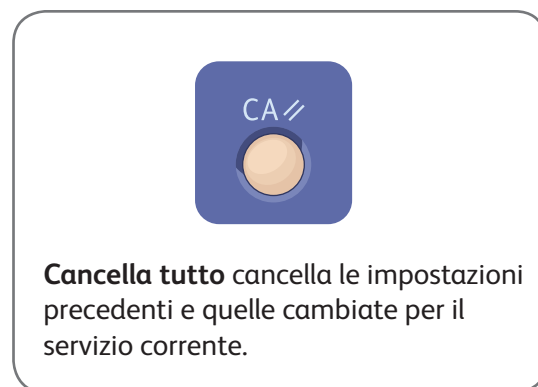 CA //
Cancella tutto cancella le impostazioni
precedenti e quelle cambiate per il
servizio corrente.